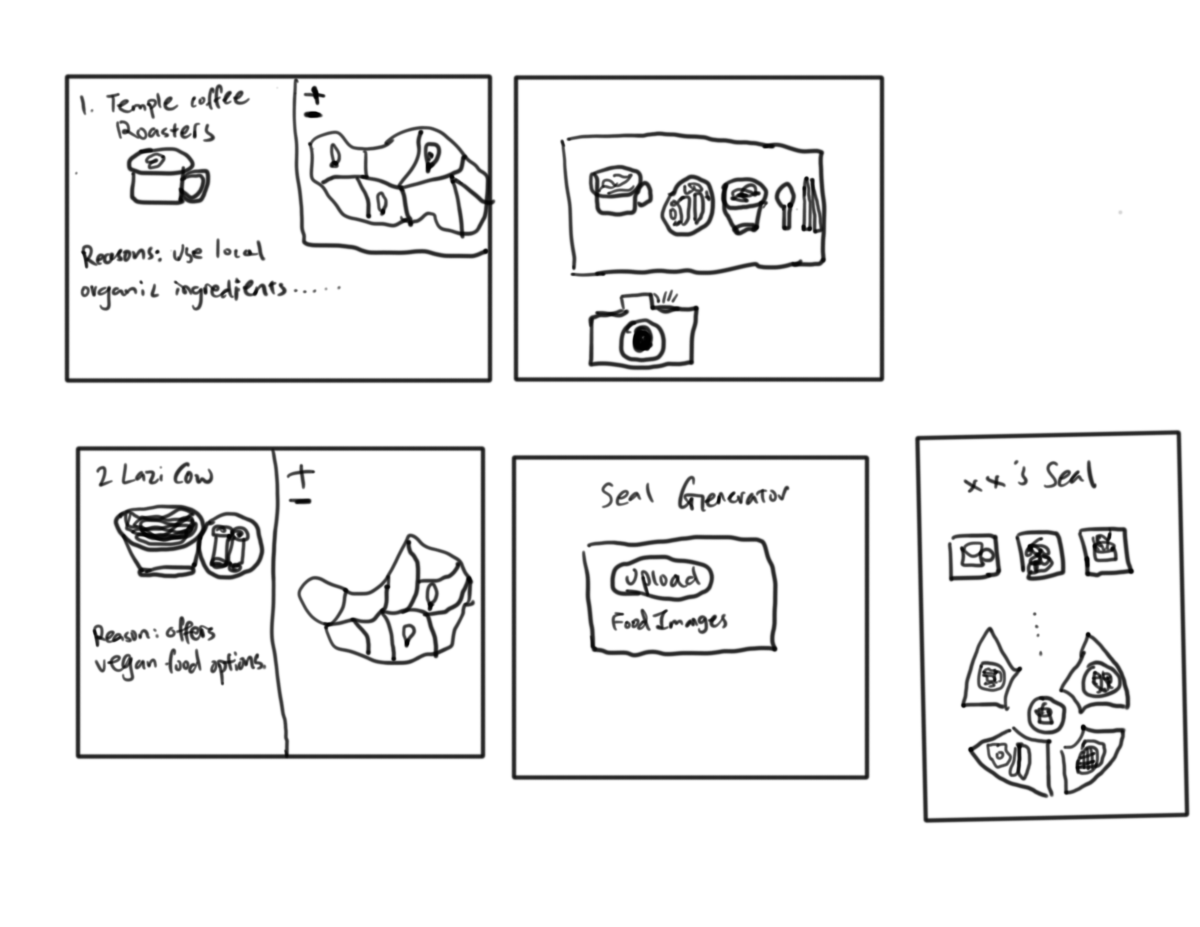 1. Temple coffee
Roasters
+
-
Reasons: use local
organic ingredients.....
2 Lazi Cow
+
-
Reason: offers
vegan food options.
Seal Generator
Upload
Food Images
xx's Seal